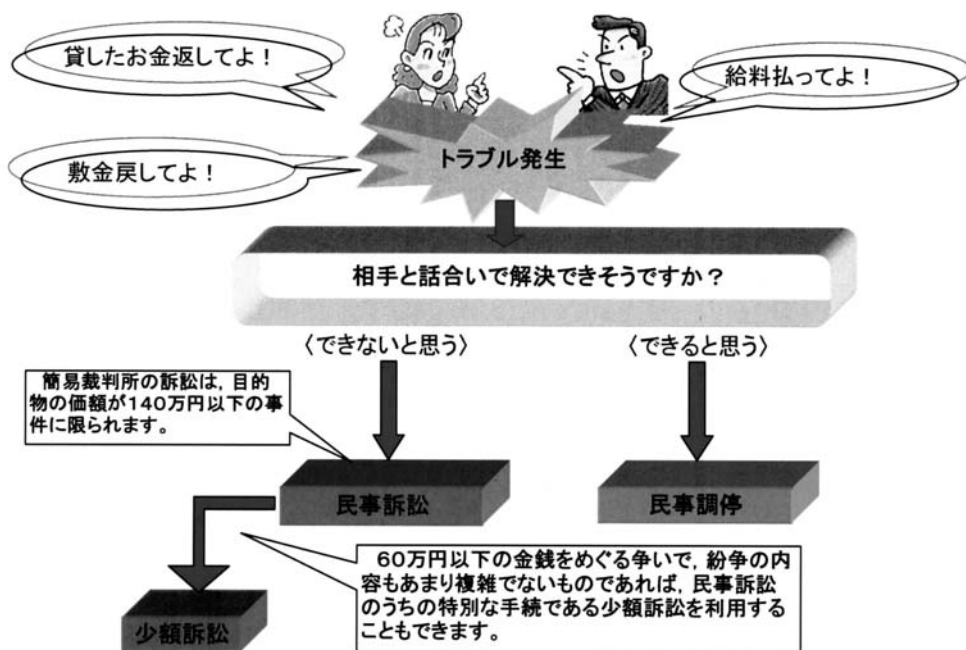 貸したお金返してよ！
給料払ってよ！
敷金戻してよ！
トラブル発生
相手と話合いで解決できそうですか？
〈できないと思う〉
〈できると思う〉
簡易裁判所の訴訟は，目的
物の価額が１４０万円以下の事
件に限られます。
民事訴訟
民事調停
６０万円以下の金銭をめぐる争いで，紛争の内
容もあまり複雑でないものであれば，民事訴訟
のうちの特別な手続である少額訴訟を利用する
こともできます。
少額訴訟